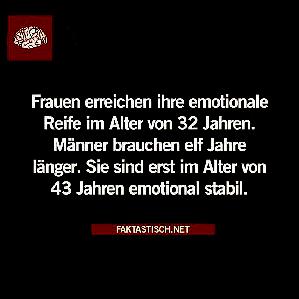 Frauen erreichen ihre emotionale
Reife im Alter von 32 Jahren.
Männer brauchen elf Jahre
länger. Sie sind erst im Alter von
43 Jahren emotional stabil.
FAKTASTISCH.NET